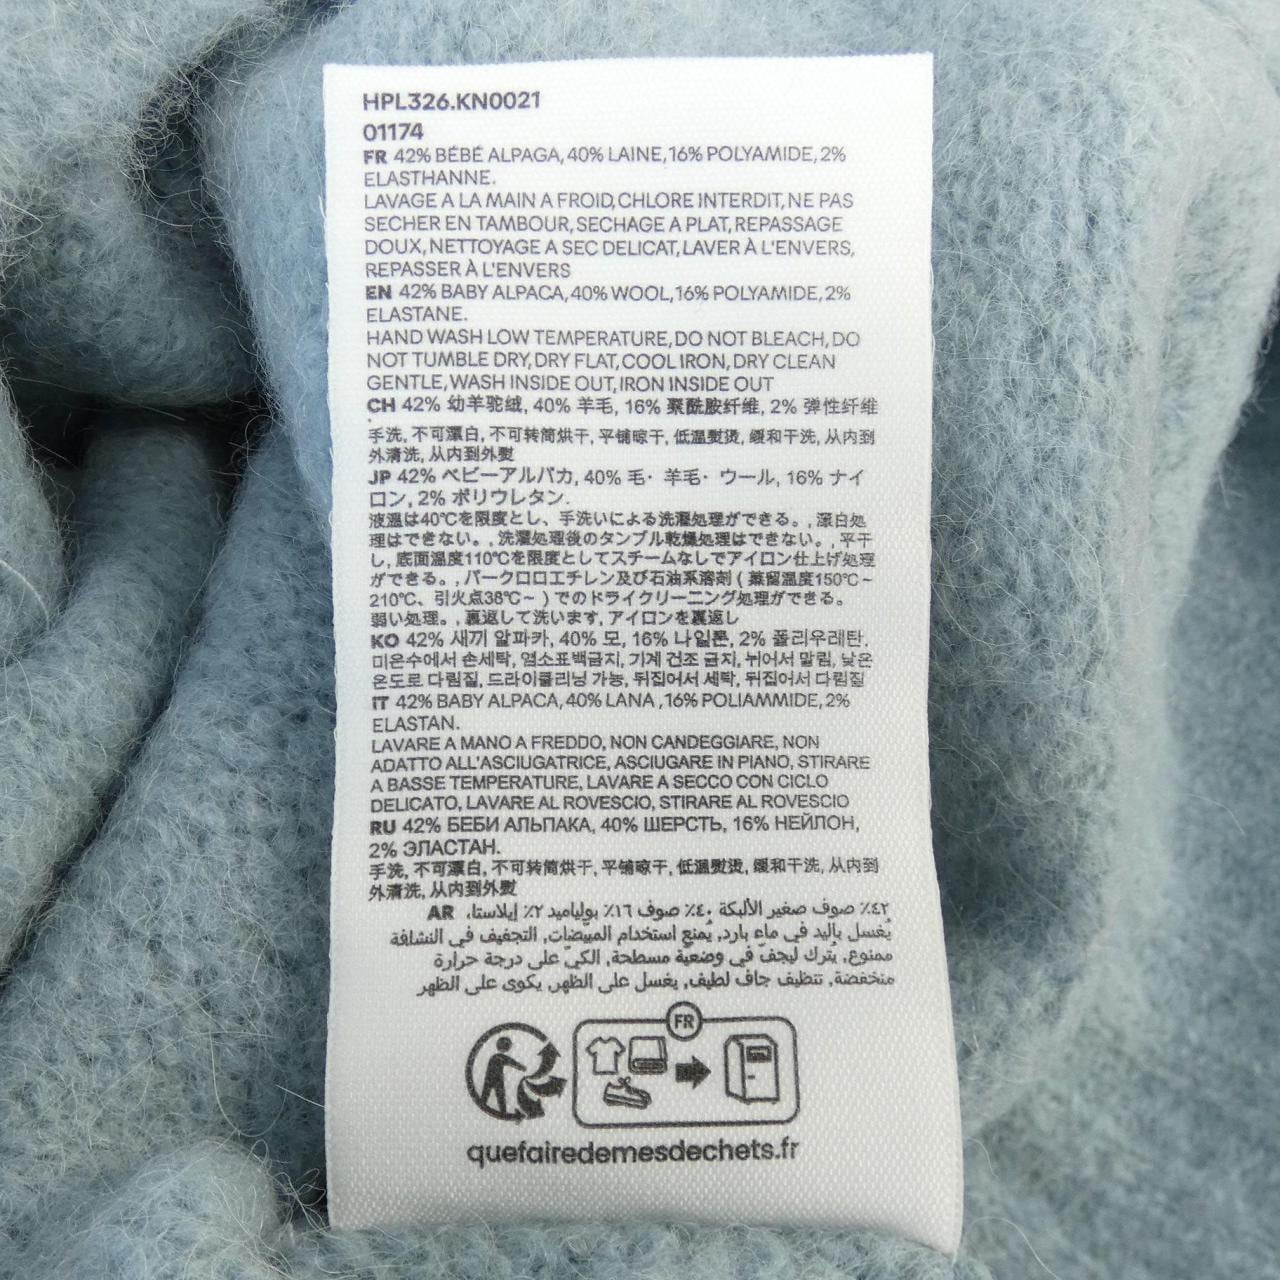 HPL326.KN0021
01174
FR 42% BÉBÉ ALPAGA, 40% LAINE, 16% POLYAMIDE, 2%
ELASTHANNE.
LAVAGE A LA MAIN A FROID, CHLORE INTERDIT, NE PAS
SECHER EN TAMBOUR, SECHAGE A PLAT, REPASSAGE
DOUX, NETTOYAGE A SEC DELICAT, LAVER À L'ENVERS,
REPASSER À L'ENVERS
EN 42% BABY ALPACA, 40% WOOL, 16% POLYAMIDE, 2%
ELASTANE.
HAND WASH LOW TEMPERATURE, DO NOT BLEACH, DO
NOT TUMBLE DRY, DRY FLAT, COOL IRON, DRY CLEAN
GENTLE, WASH INSIDE OUT, IRON INSIDE OUT
CH 42% 幼羊驼绒, 40% 羊毛, 16% 聚酰胺纤维, 2% 弹性纤维
.
手洗, 不可漂白, 不可转筒烘干, 平铺晾干, 低温熨烫, 缓和干洗, 从内到
外清洗, 从内到外熨
JP 42% ベビーアルパカ, 40% 毛・羊毛・ウール, 16% ナイ
ロン, 2% ポリウレタン.
液温は40℃を限度とし、手洗いによる洗濯処理ができる。, 漂白処
理はできない。, 洗濯処理後のタンブル乾燥処理はできない。, 平干
し, 底面温度110℃を限度としてスチームなしでアイロン仕上げ処理
ができる。, パークロロエチレン及び石油系溶剤 ( 蒸留温度150℃~
210℃、引火点38℃~ ) でのドライクリーニング処理ができる。
弱い処理。, 裏返して洗います, アイロンを裏返し
KO 42% 새끼 알파카, 40% 모, 16% 나일론, 2% 폴리우레탄.
미온수에서 손세탁, 염소표백금지, 기계 건조 금지, 뉘어서 말림, 낮은
온도로 다림질, 드라이클리닝 가능, 뒤집어서 세탁, 뒤집어서 다림질
IT 42% BABY ALPACA, 40% LANA , 16% POLIAMMIDE, 2%
ELASTAN.
LAVARE A MANO A FREDDO, NON CANDEGGIARE, NON
ADATTO ALL'ASCIUGATRICE, ASCIUGARE IN PIANO, STIRARE
A BASSE TEMPERATURE, LAVARE A SECCO CON CICLO
DELICATO, LAVARE AL ROVESCIO, STIRARE AL ROVESCIO
RU 42% БЕБИ АЛЬПАКА, 40% ШЕРСТЬ, 16% НЕЙЛОН,
2% ЭЛАСТАН.
手洗, 不可漂白, 不可转筒烘干, 平铺晾干, 低温熨烫, 缓和干洗, 从内到
外清洗, 从内到外熨
AR ٤٢٪ صوف صغير الألبكة ,٤٠٪ صوف ١٦٪ بولياميد ٢٪ إيلاستا،
يُغسل باليد في ماء بارد, يُمنع استخدام المبيّضات, التجفيف في النشافة
ممنوع, يُترك ليجفّ في وضعية مسطحة, الكيّ على درجة حرارة
منخفضة, تنظيف جاف لطيف, يغسل على الظهر, يكوى على الظهر
FR
quefairedemesdechets.fr